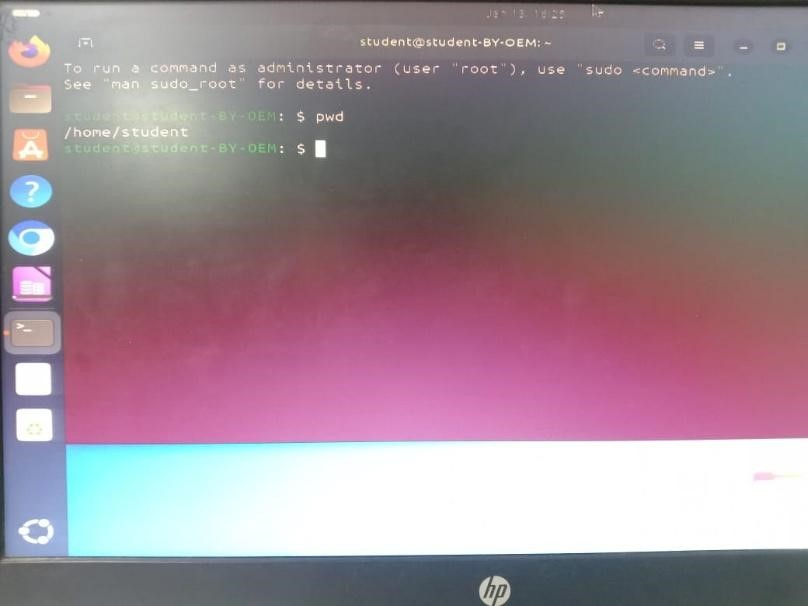 Jan 13 16:25
student@student-BY-OEM: ~
To run a command as administrator (user "root"), use "sudo <command>".
See "man sudo_root" for details.
student@student-BY-OEM: $ pwd
/home/student
student@student-BY-OEM: $
hp